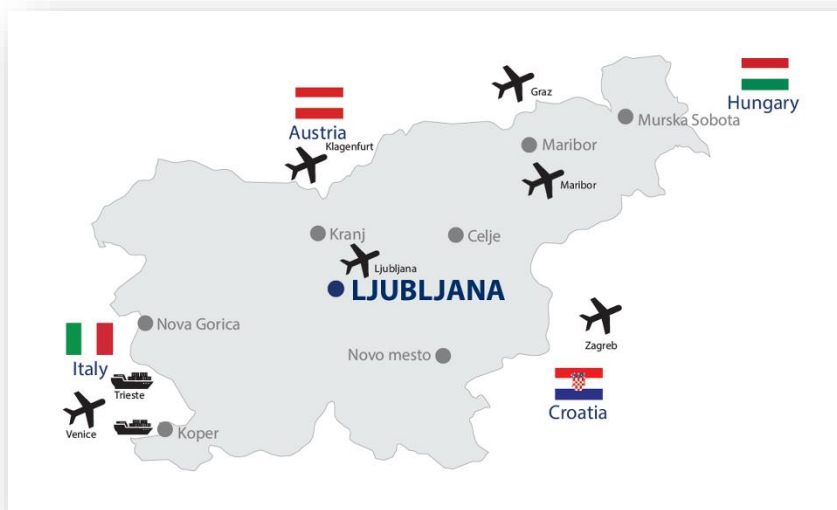 Graz
Hungary
Austria
Murska Sobota
Klagenfurt
Maribor
Maribor
Kranj
Celje
Ljubljana
LJUBLJANA
Nova Gorica
Zagreb
Novo mesto
Italy
Trieste
Croatia
Venice
Koper